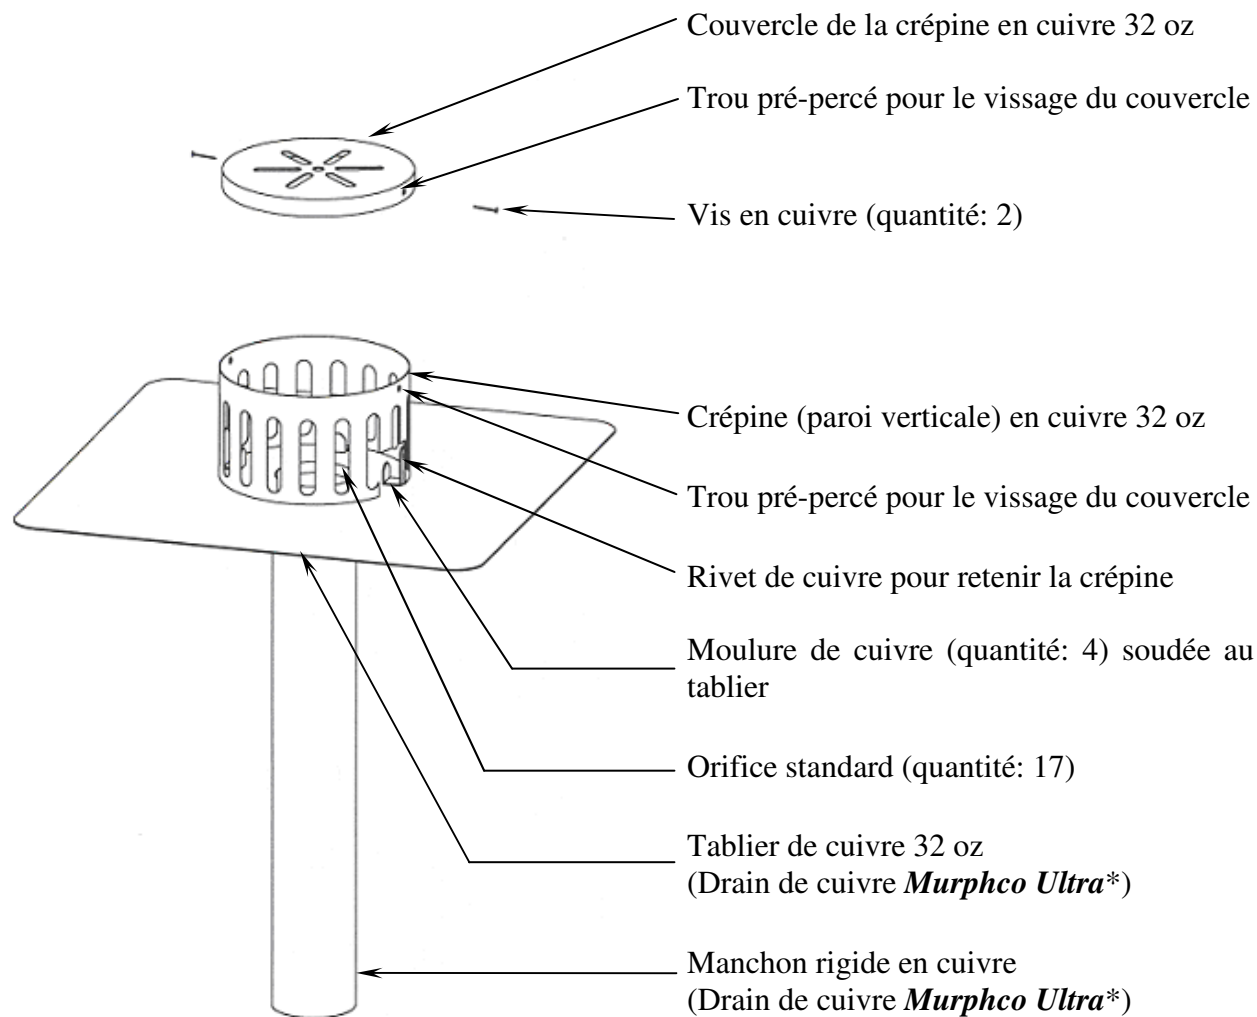 Couvercle de la crépine en cuivre 32 oz
Trou pré-percé pour le vissage du couvercle
Vis en cuivre (quantité: 2)
Crépine (paroi verticale) en cuivre 32 oz
Trou pré-percé pour le vissage du couvercle
Rivet de cuivre pour retenir la crépine
Moulure de cuivre (quantité: 4) soudée au
tablier
Orifice standard (quantité: 17)
Tablier de cuivre 32 oz
(Drain de cuivre Murphco Ultra*)
Manchon rigide en cuivre
(Drain de cuivre Murphco Ultra*)